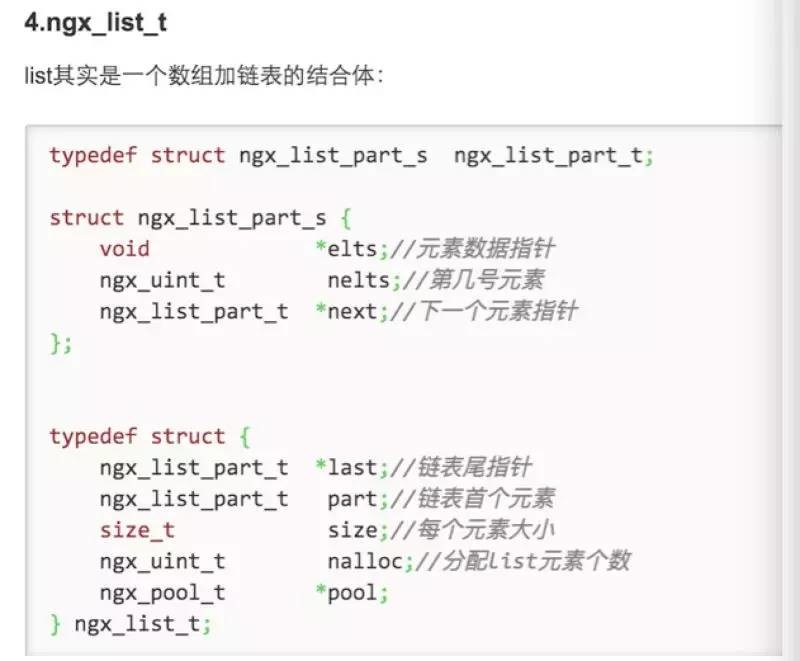 4.ngx_list_t
list其实是一个数组加链表的结合体：
typedef struct ngx_list_part_s  ngx_list_part_t;
struct ngx_list_part_s {
    void             *elts;//元素数据指针
    ngx_uint_t        nelts;//第几号元素
    ngx_list_part_t  *next;//下一个元素指针
};
typedef struct {
    ngx_list_part_t  *last;//链表尾指针
    ngx_list_part_t   part;//链表首个元素
    size_t            size;//每个元素大小
    ngx_uint_t        nalloc;//分配list元素个数
    ngx_pool_t       *pool;
} ngx_list_t;